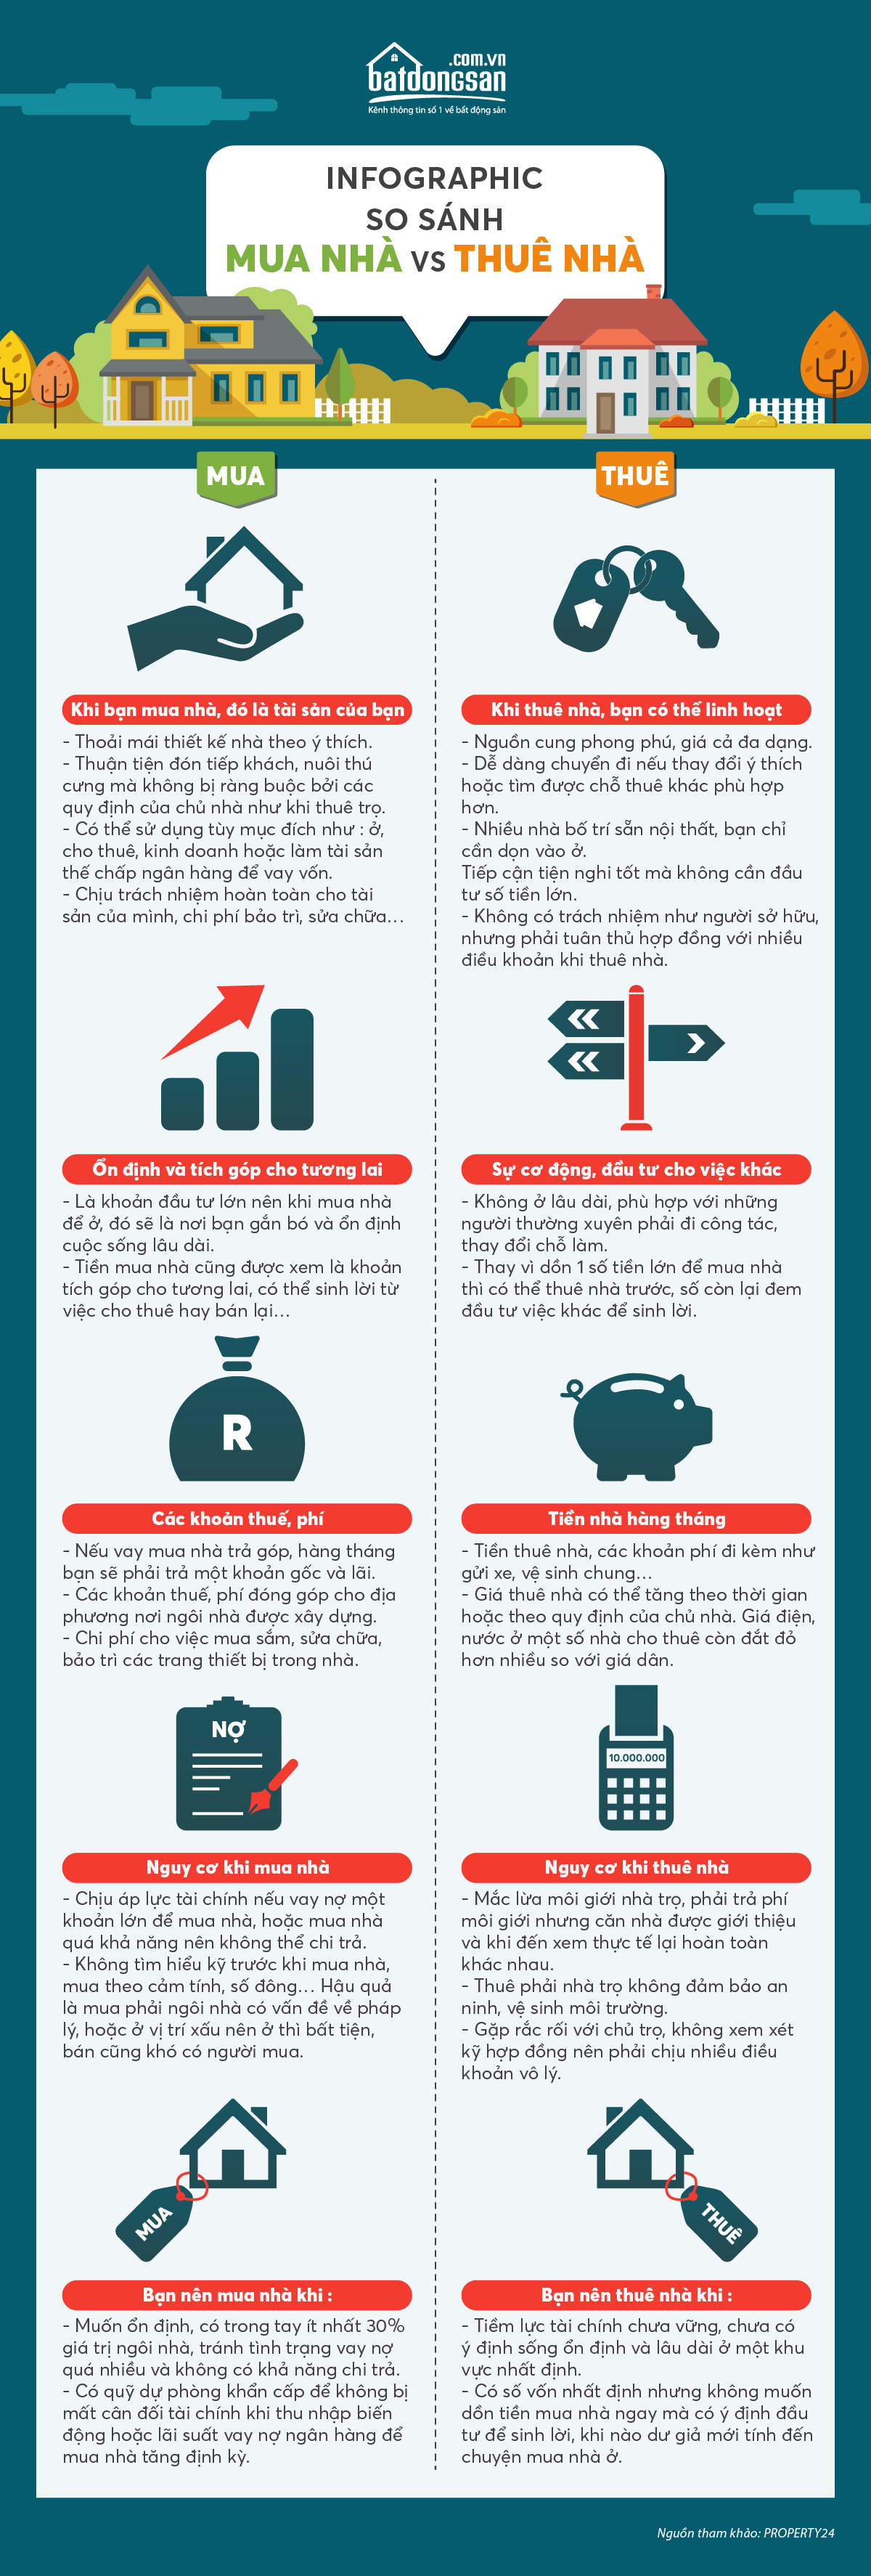 .com.vn
batdongsan
Kênh thông tin số 1 về bất động sản
INFOGRAPHIC
SO SÁNH
MUA NHÀ VS THUÊ NHÀ
MUA
THUÊ
Khi bạn mua nhà, đó là tài sản của bạn
- Thoải mái thiết kế nhà theo ý thích.
- Thuận tiện đón tiếp khách, nuôi thú
cưng mà không bị ràng buộc bởi các
quy định của chủ nhà như khi thuê trọ.
- Có thể sử dụng tùy mục đích như : ở,
cho thuê, kinh doanh hoặc làm tài sản
thế chấp ngân hàng để vay vốn.
- Chịu trách nhiệm hoàn toàn cho tài
sản của mình, chi phí bảo trì, sửa chữa...
Khi thuê nhà, bạn có thể linh hoạt
- Nguồn cung phong phú, giá cả đa dạng.
- Dễ dàng chuyển đi nếu thay đổi ý thích
hoặc tìm được chỗ thuê khác phù hợp
hơn.
- Nhiều nhà bố trí sẵn nội thất, bạn chỉ
cần dọn vào ở.
Tiếp cận tiện nghi tốt mà không cần đầu
tư số tiền lớn.
- Không có trách nhiệm như người sở hữu,
nhưng phải tuân thủ hợp đồng với nhiều
điều khoản khi thuê nhà.
Ổn định và tích góp cho tương lai
- Là khoản đầu tư lớn nên khi mua nhà
để ở, đó sẽ là nơi bạn gắn bó và ổn định
cuộc sống lâu dài.
- Tiền mua nhà cũng được xem là khoản
tích góp cho tương lai, có thể sinh lời từ
việc cho thuê hay bán lại...
Sự cơ động, đầu tư cho việc khác
- Không ở lâu dài, phù hợp với những
người thường xuyên phải đi công tác,
thay đổi chỗ làm.
- Thay vì dồn 1 số tiền lớn để mua nhà
thì có thể thuê nhà trước, số còn lại đem
đầu tư việc khác để sinh lời.
R
Các khoản thuế, phí
- Nếu vay mua nhà trả góp, hàng tháng
bạn sẽ phải trả một khoản gốc và lãi.
- Các khoản thuế, phí đóng góp cho địa
phương nơi ngôi nhà được xây dựng.
- Chi phí cho việc mua sắm, sửa chữa,
bảo trì các trang thiết bị trong nhà.
Tiền nhà hàng tháng
- Tiền thuê nhà, các khoản phí đi kèm như
gửi xe, vệ sinh chung...
- Giá thuê nhà có thể tăng theo thời gian
hoặc theo quy định của chủ nhà. Giá điện,
nước ở một số nhà cho thuê còn đắt đỏ
hơn nhiều so với giá dân.
NỢ
Nguy cơ khi mua nhà
- Chịu áp lực tài chính nếu vay nợ một
khoản lớn để mua nhà, hoặc mua nhà
quá khả năng nên không thể chi trả.
- Không tìm hiểu kỹ trước khi mua nhà,
mua theo cảm tính, số đông... Hậu quả
là mua phải ngôi nhà có vấn đề về pháp
lý, hoặc ở vị trí xấu nên ở thì bất tiện,
bán cũng khó có người mua.
10.000.000
Nguy cơ khi thuê nhà
- Mắc lừa môi giới nhà trọ, phải trả phí
môi giới nhưng căn nhà được giới thiệu
và khi đến xem thực tế lại hoàn toàn
khác nhau.
- Thuê phải nhà trọ không đảm bảo an
ninh, vệ sinh môi trường.
- Gặp rắc rối với chủ trọ, không xem xét
kỹ hợp đồng nên phải chịu nhiều điều
khoản vô lý.
MUA
Bạn nên mua nhà khi :
- Muốn ổn định, có trong tay ít nhất 30%
giá trị ngôi nhà, tránh tình trạng vay nợ
quá nhiều và không có khả năng chi trả.
- Có quỹ dự phòng khẩn cấp để không bị
mất cân đối tài chính khi thu nhập biến
động hoặc lãi suất vay nợ ngân hàng để
mua nhà tăng định kỳ.
THUÊ
Bạn nên thuê nhà khi :
- Tiềm lực tài chính chưa vững, chưa có
ý định sống ổn định và lâu dài ở một khu
vực nhất định.
- Có số vốn nhất định nhưng không muốn
dồn tiền mua nhà ngay mà có ý định đầu
tư để sinh lời, khi nào dư giả mới tính đến
chuyện mua nhà ở.
Nguồn tham khảo: PROPERTY24